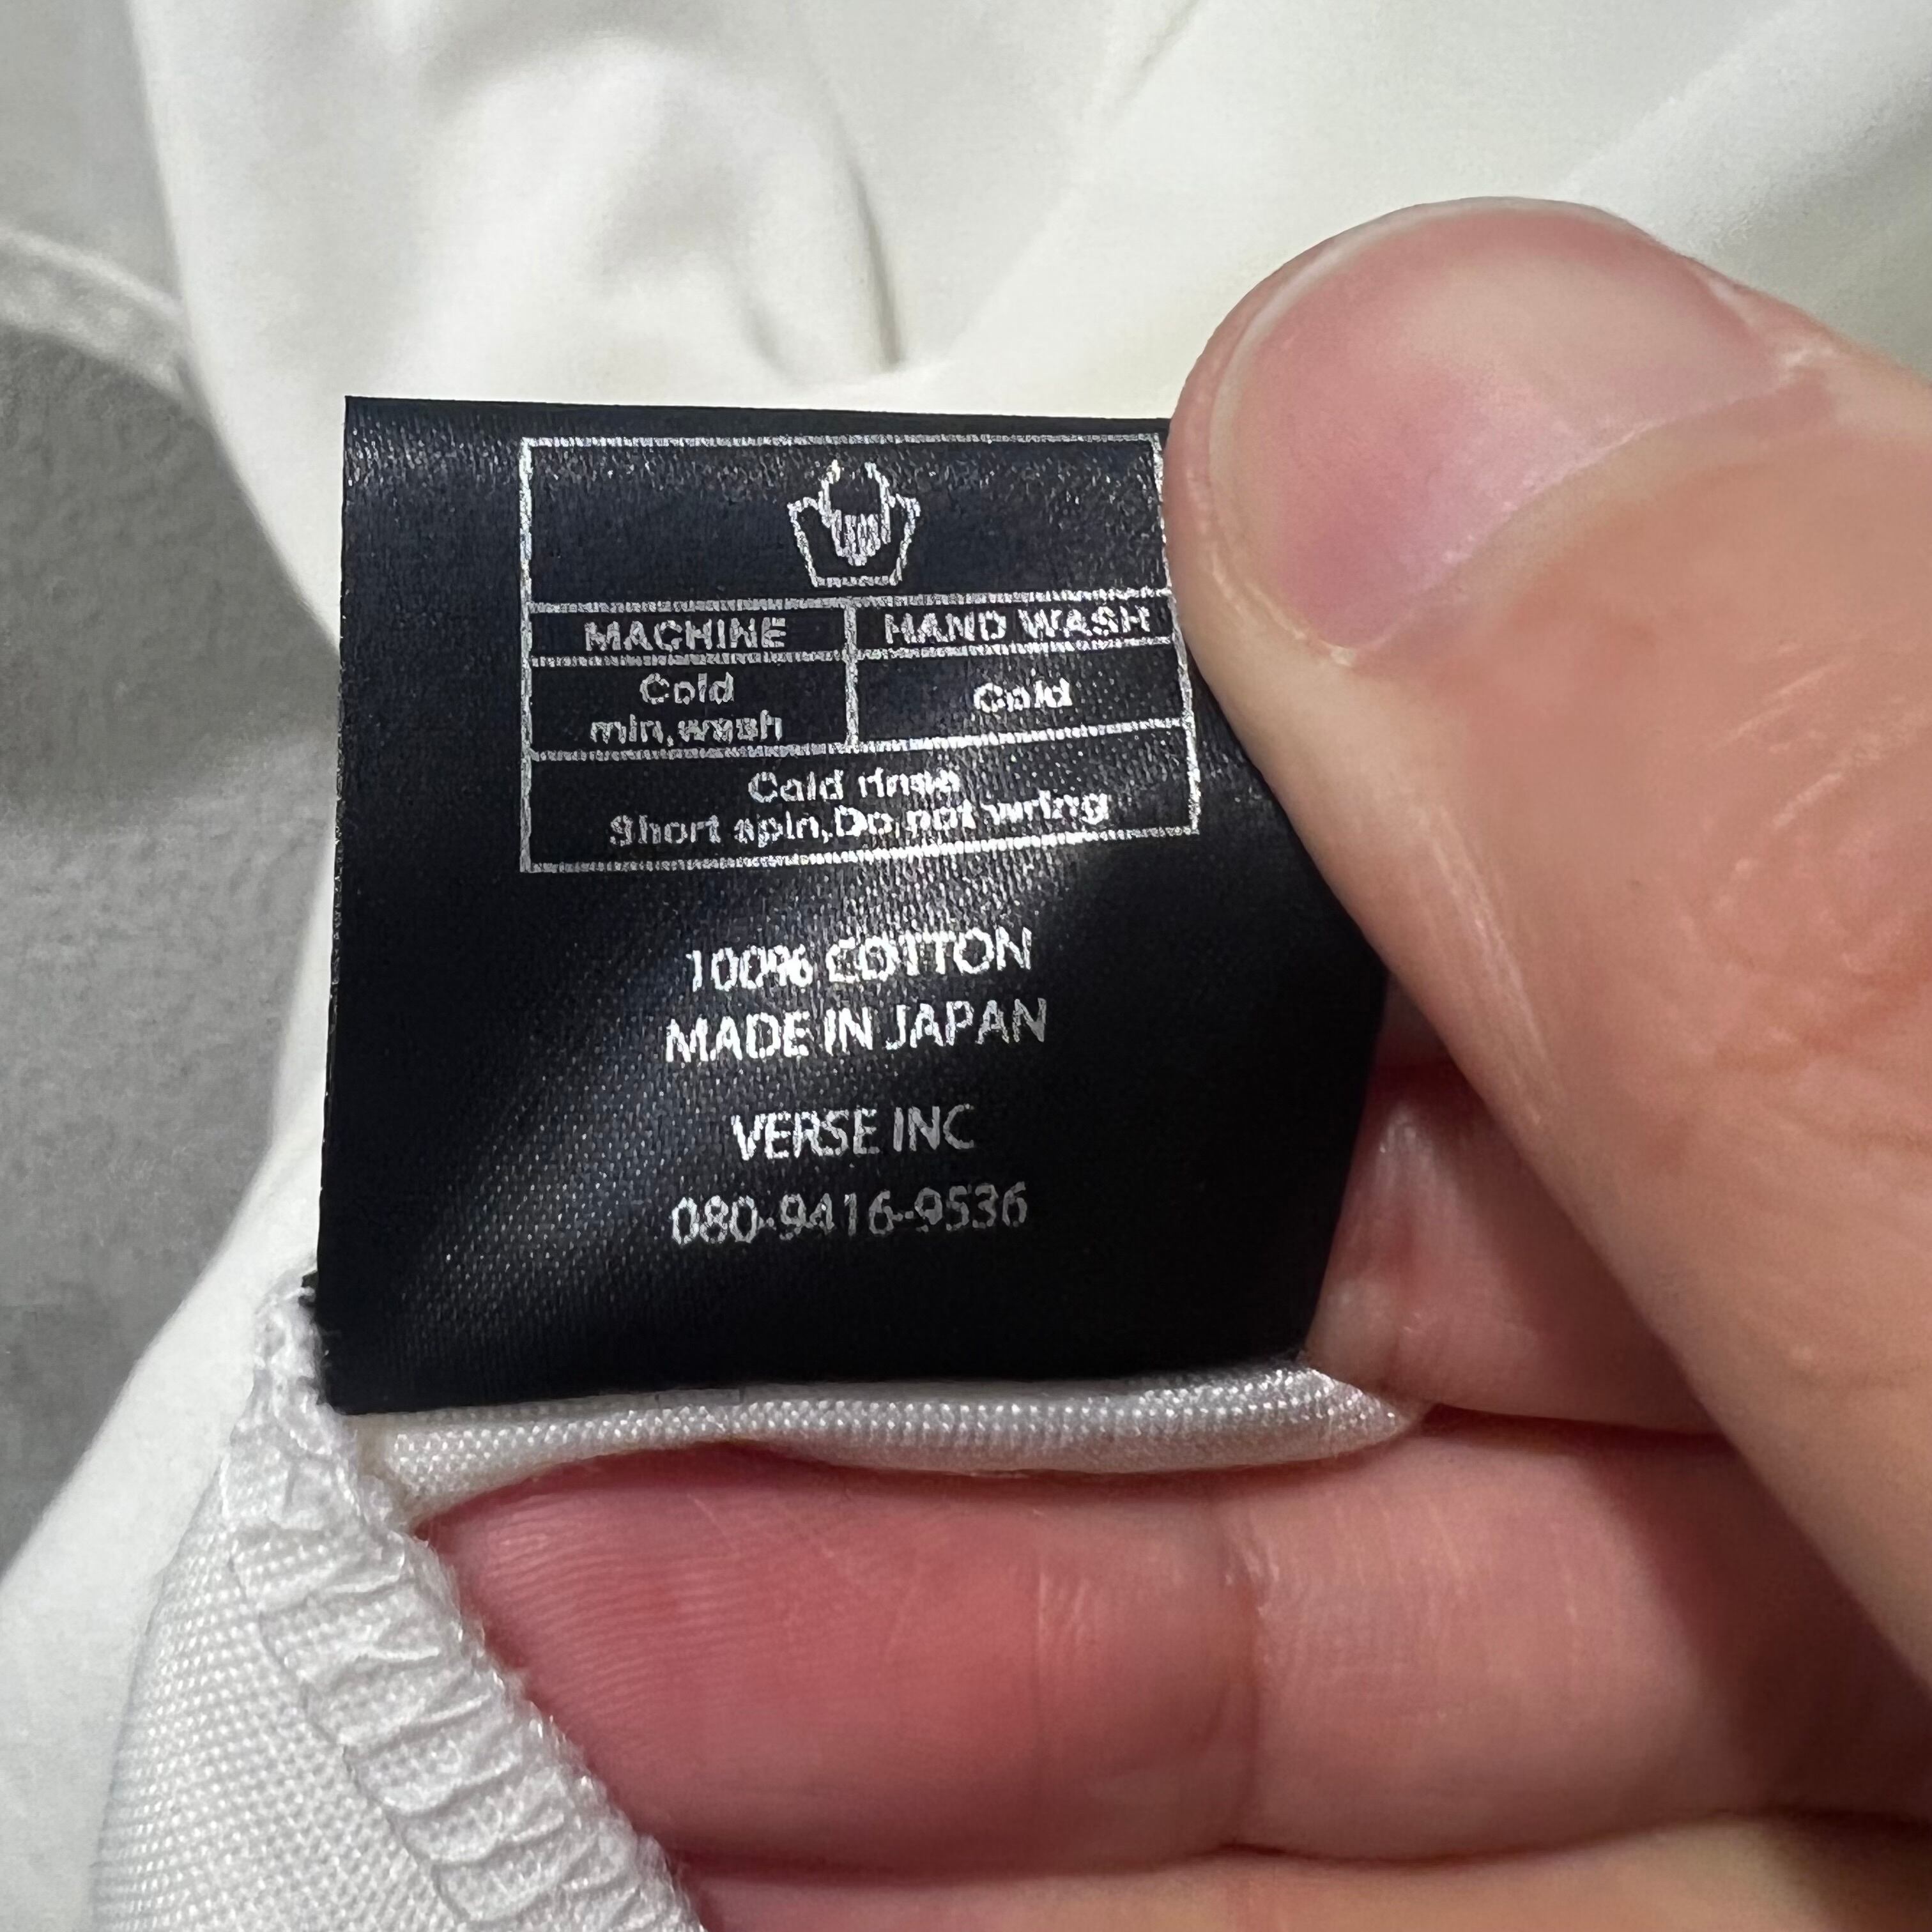 MACHINE HAND WASH
Cold Cold
min,wash
Cold rinse
Short spin,Do not wring
100% COTTON
MADE IN JAPAN
VERSE INC
080-9416-9536